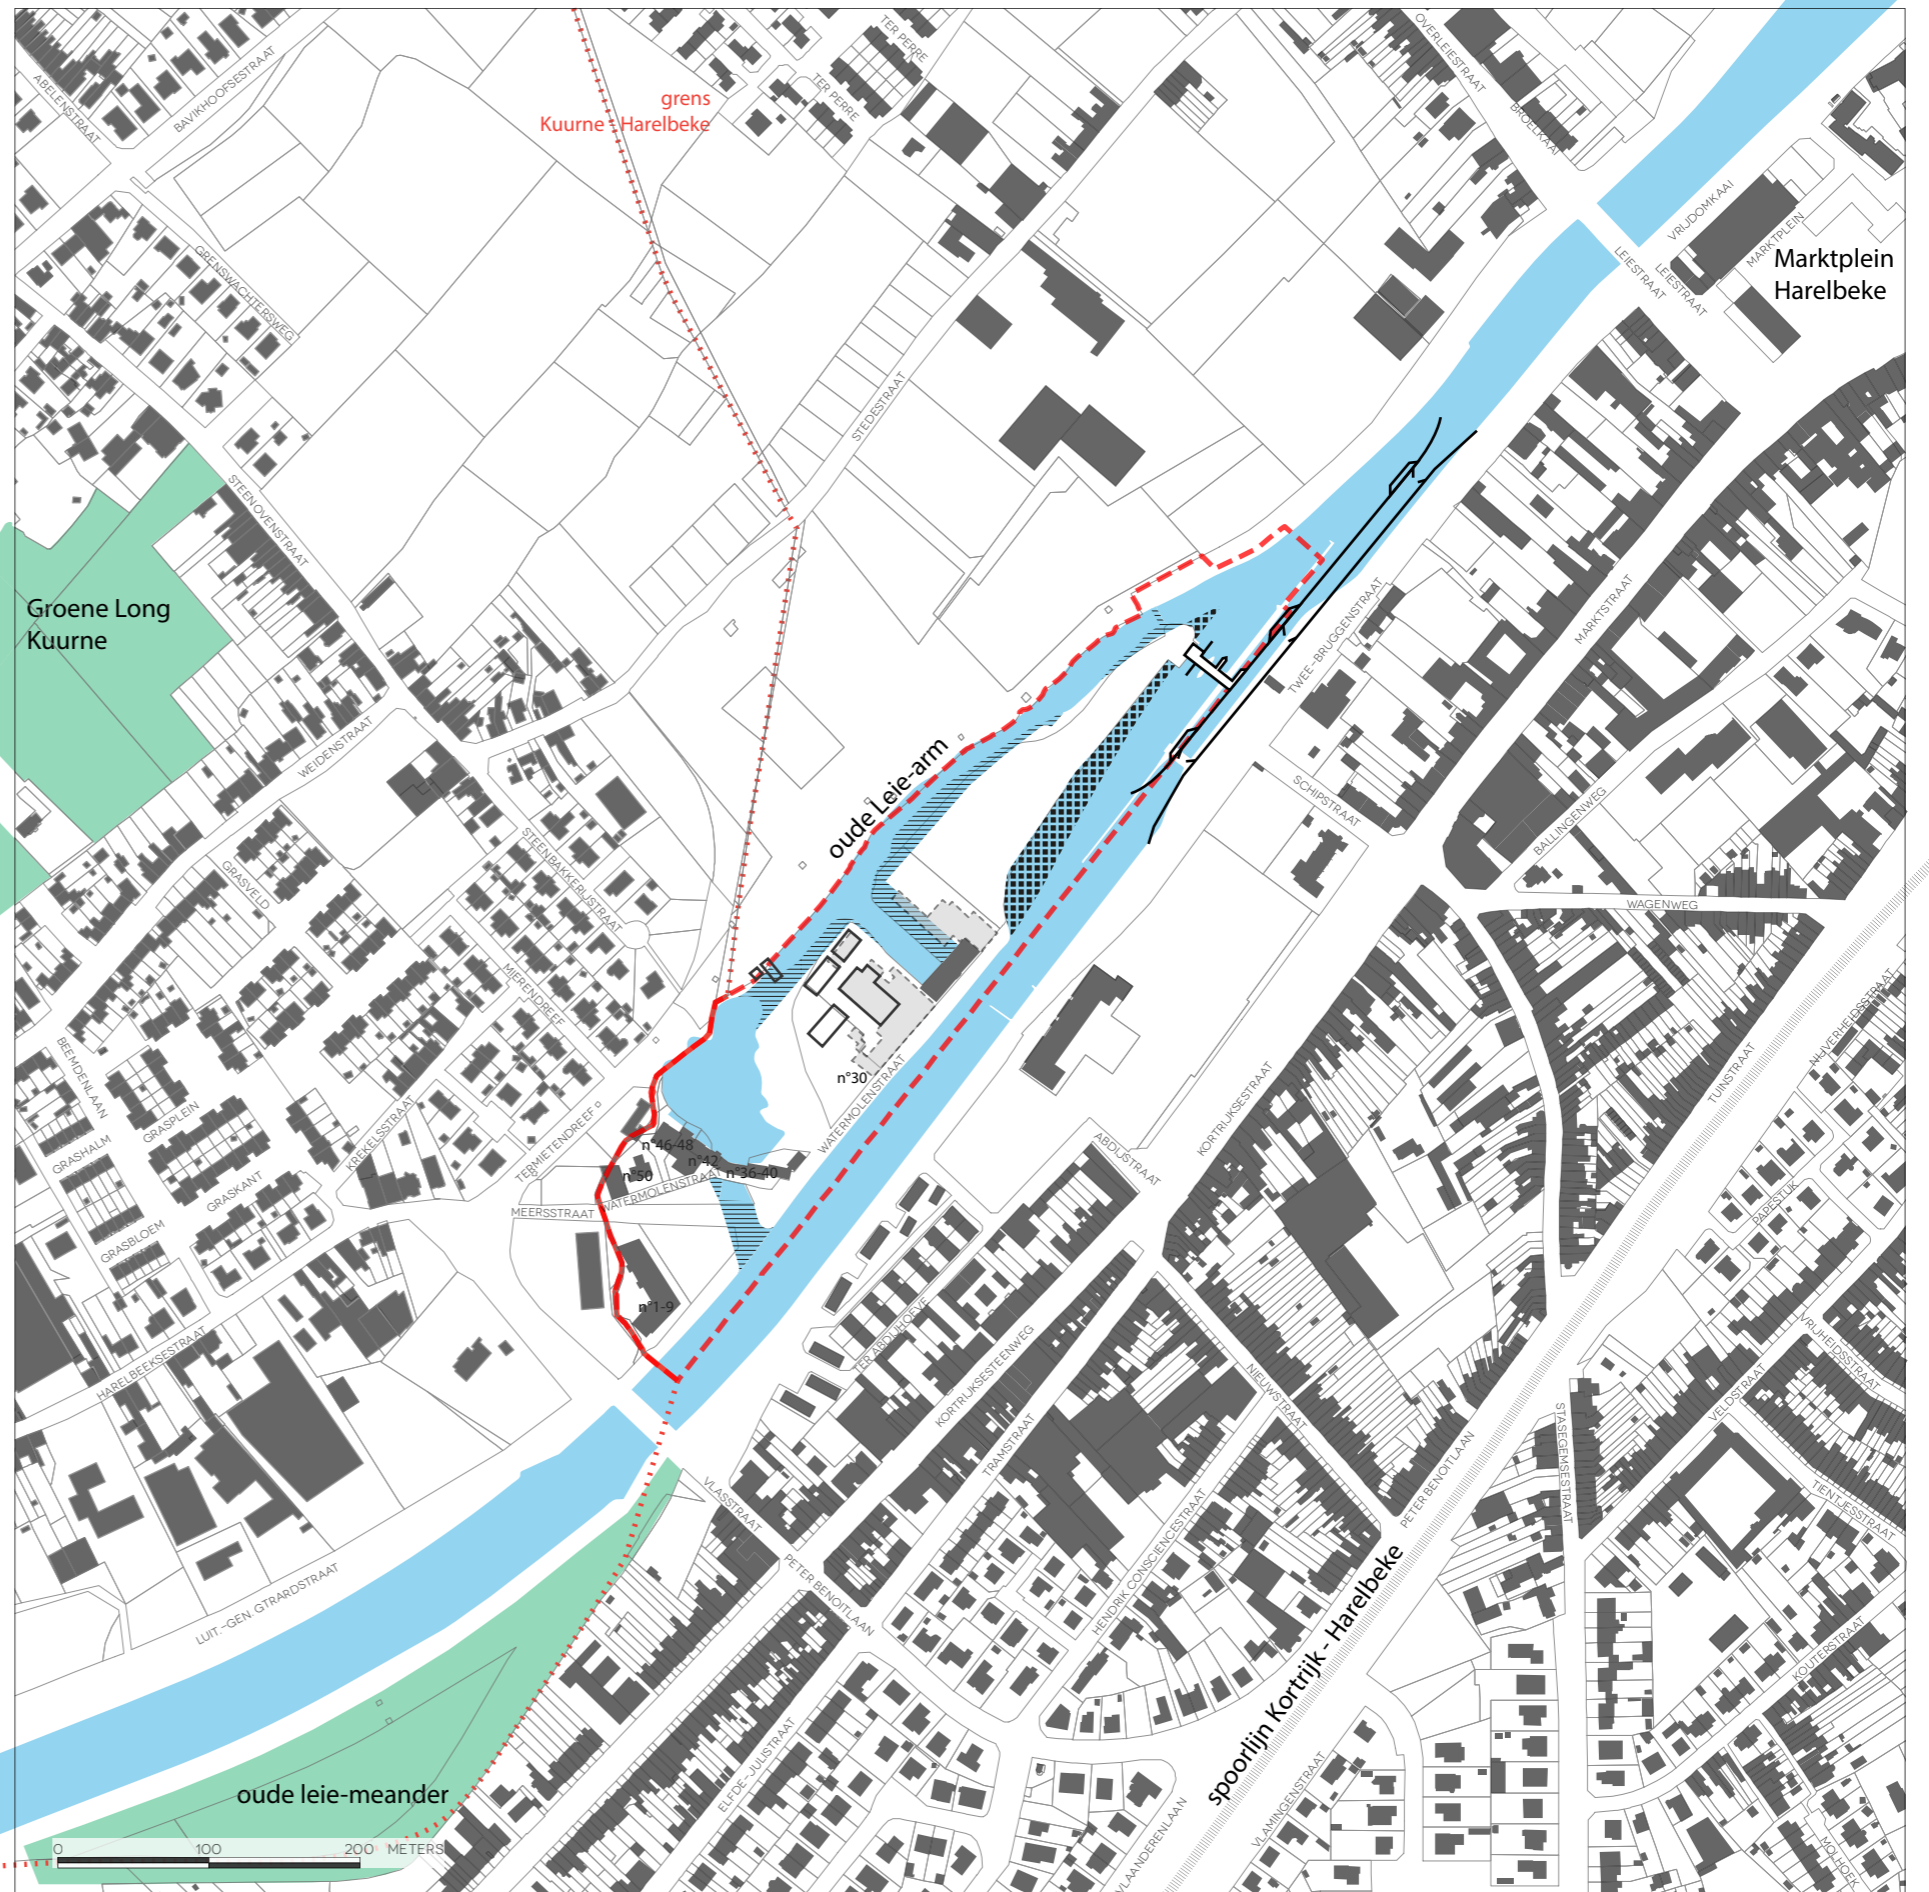 ABELENSTRAAT
BAVIKHOOFSESTRAAT
grens
Kuurne - Harelbeke
TER PERRE
TER PERRE
OVERLEIESTRAAT
BROELKAAI
VRIJDOMKAAI
MARKTPLEIN
LEIESTRAAT
LEIESTRAAT
Marktplein
Harelbeke
GRENSWACHTERSWEG
STEDESTRAAT
STEENOVENSTRAAT
Groene Long
Kuurne
WEIDENSTRAAT
TWEE-BRUGGENSTRAAT
MARKTSTRAAT
SCHIPSTRAAT
BALLINGENWEG
WAGENWEG
oude Leie-arm
GRASVELD
STEENBAKKERIJSTRAAT
MIERENDREEF
BEEMDENLAAN
GRASPLEIN
GRASHALM
KREKELSSTRAAT
GRASKANT
GRASBLOEM
TERMIETENDREEF
n°30
WATERMOLENSTRAAT
n°46-48
n°42
n°36-40
n°50
WATERMOLENSTRAAT
MEERSSTRAAT
n°1-9
ABDIJSTRAAT
KORTRIJKSESTRAAT
TUINSTRAAT
NIJVERHEIDSSTRAAT
PAPESTUK
HARELBEEKSESTRAAT
TER ABDIJHOEVE
KORTRIJKSESTEENWEG
TRAMSTRAAT
NIEUWSTRAAT
VRIJHEIDSSTRAAT
VELDSTRAAT
STASEGEMSESTRAAT
TIENTJESSTRAAT
PETER BENOITLAAN
VLASSTRAAT
PETER BENOITLAAN
HENDRIK CONSCIENCESTRAAT
LUIT.-GEN. GTRARDSTRAAT
spoorlijn Kortrijk - Harelbeke
KOUTERSTRAAT
ELFDE-JULISTRAAT
VLAMINGENSTRAAT
VLAANDERENLAAN
MOLHOEK
oude leie-meander
0 100 200 METERS